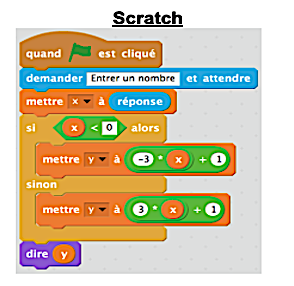 Scratch
quand est cliqué
demander Entrer un nombre et attendre
mettre x à réponse
si x < 0 alors
mettre y à -3 * x + 1
sinon
mettre y à 3 * x + 1
dire y